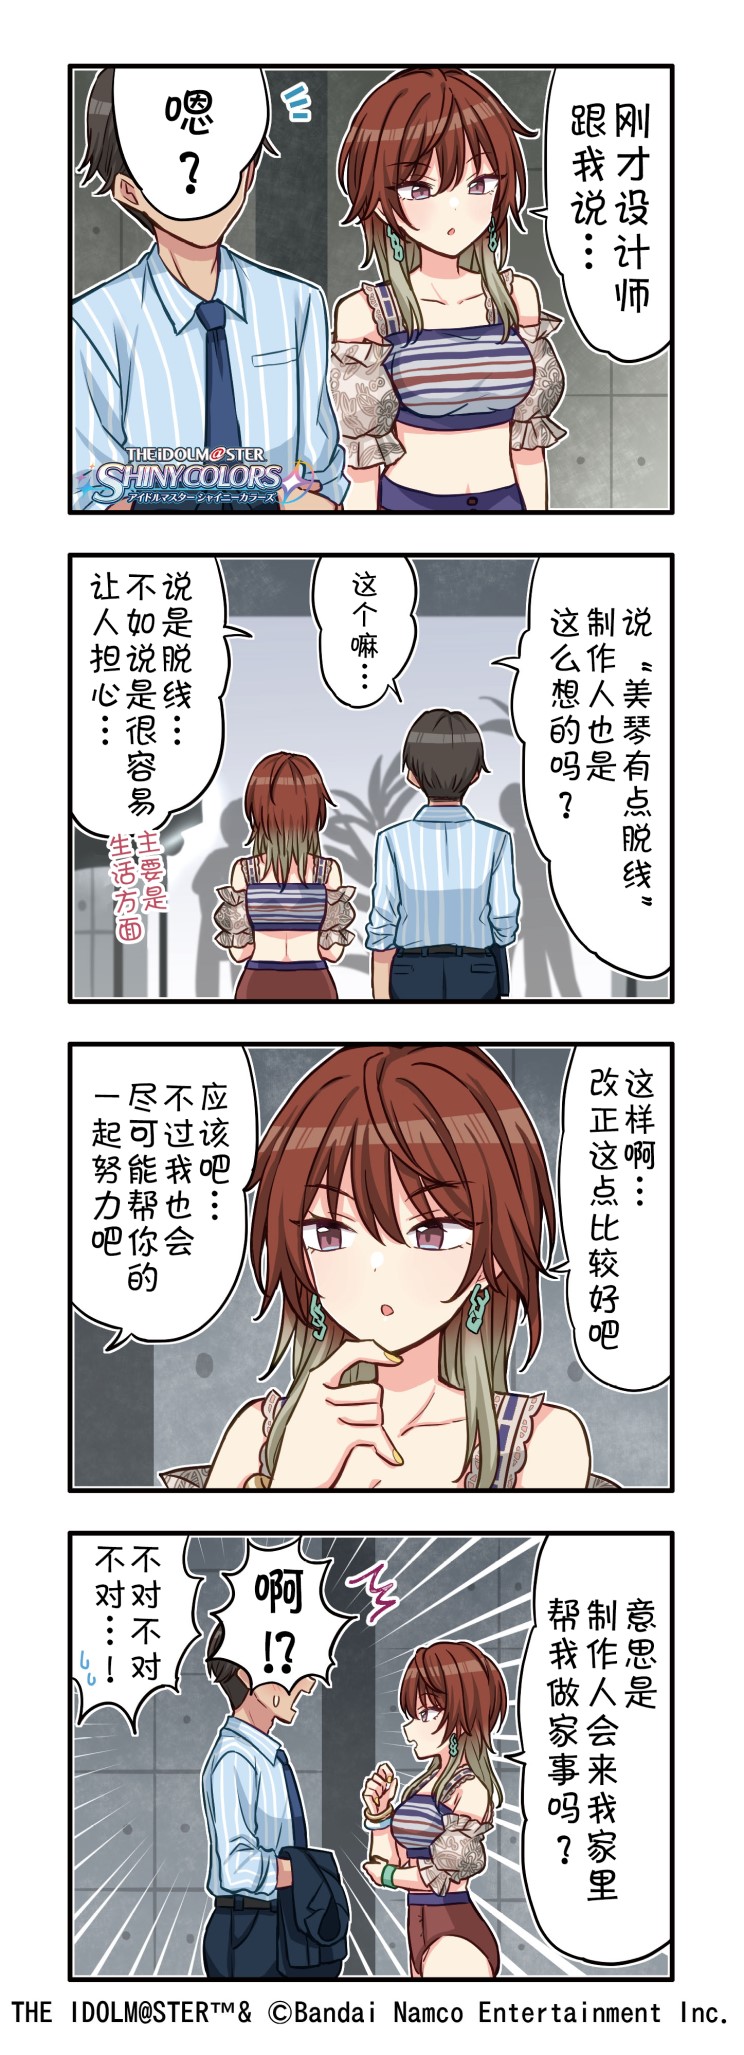 刚才设计师
跟我说…
嗯?
THE iDOLM@STER
SHINYCOLORS
アイドルマスター シャイニーカラーズ
说“美琴有点脱线”
制作人也是
这么想的吗?
这个嘛…
说是脱线…
不如说是很容易
让人担心…
主要是
生活方面
这样啊…
改正这点比较好吧
应该吧…
不过我也会
尽可能帮你的
一起努力吧
意思是
制作人会来我家里
帮我做家事吗?
啊
!?
不对不对
不对…!
THE IDOLM@STER™& ©Bandai Namco Entertainment Inc.